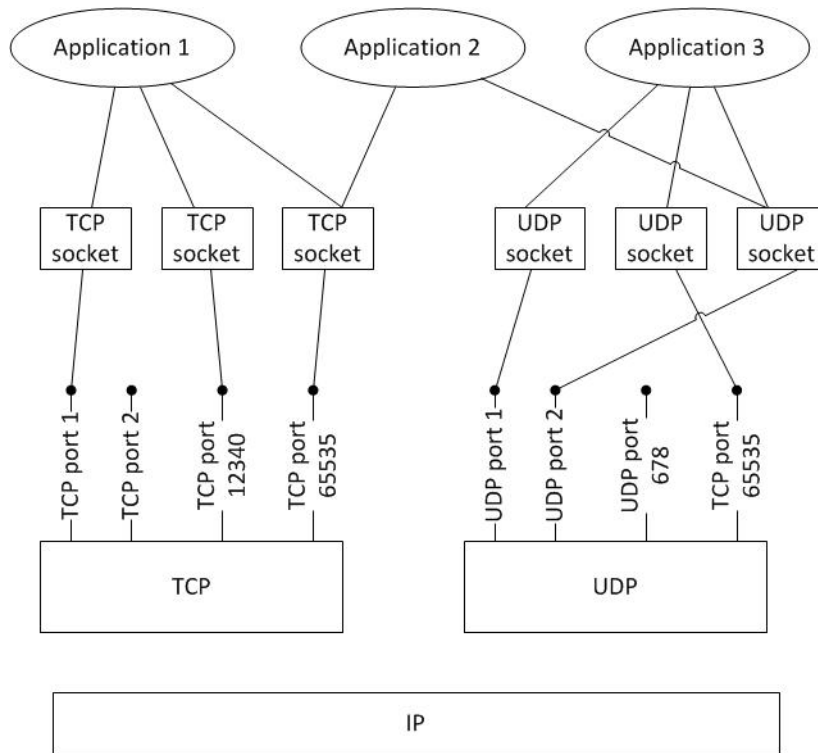 Application 1
Application 2
Application 3
TCP
socket
TCP
socket
TCP
socket
UDP
socket
UDP
socket
UDP
socket
TCP port 1
TCP port 2
TCP port
12340
TCP port
65535
UDP port 1
UDP port 2
UDP port
678
TCP port
65535
TCP
UDP
IP